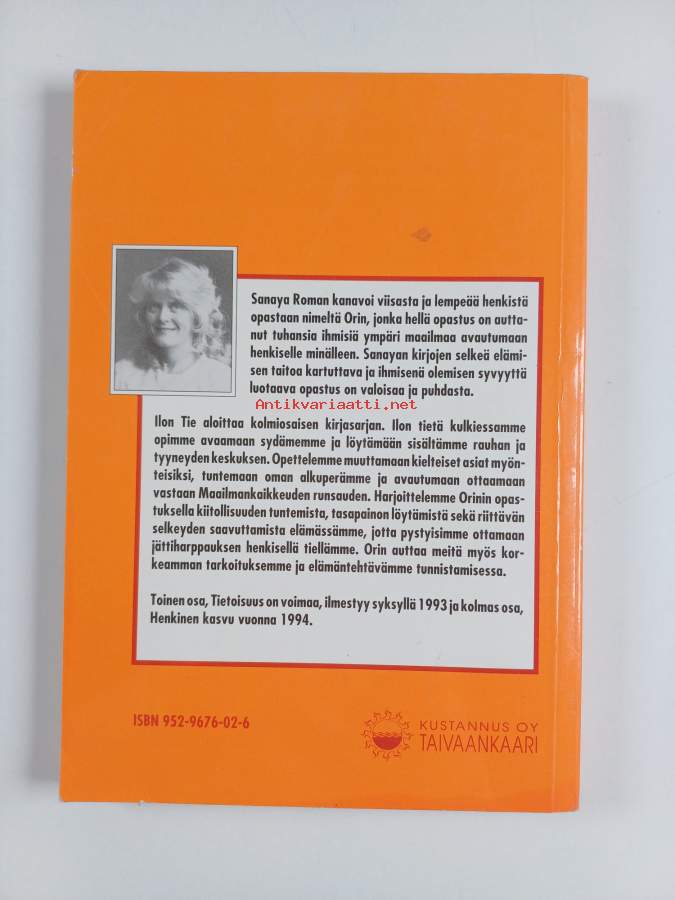 Sanaya Roman kanavoi viisasta ja lempeää henkistä
opastaan nimeltä Orin, jonka hellä opastus on autta-
nut tuhansia ihmisiä ympäri maailmaa avautumaan
henkiselle minälleen. Sanayan kirjojen selkeä elämi-
sen taitoa kartuttava ja ihmisenä olemisen syvyyttä
luotaava opastus on valoisaa ja puhdasta.
Antikvariaatti.net
Ilon Tie aloittaa kolmiosaisen kirjasarjan. Ilon tietä kulkiessamme
opimme avaamaan sydämemme ja löytämään sisältämme rauhan ja
tyyneyden keskuksen. Opettelemme muuttamaan kielteiset asiat myön-
teisiksi, tuntemaan oman alkuperämme ja avautumaan ottaamaan
vastaan Maailmankaikkeuden runsauden. Harjoittelemme Orinin opas-
tuksella kiitollisuuden tuntemista, tasapainon löytämistä sekä riittävän
selkeyden saavuttamista elämässämme, jotta pystyisimme ottamaan
jättiharppauksen henkisellä tiellämme. Orin auttaa meitä myös kor-
keamman tarkoituksemme ja elämäntehtävämme tunnistamisessa.
Toinen osa, Tietoisuus on voimaa, ilmestyy syksyllä 1993 ja kolmas osa,
Henkinen kasvu vuonna 1994.
ISBN 952-9676-02-6
KUSTANNUS OY
TAIVAANKAARI